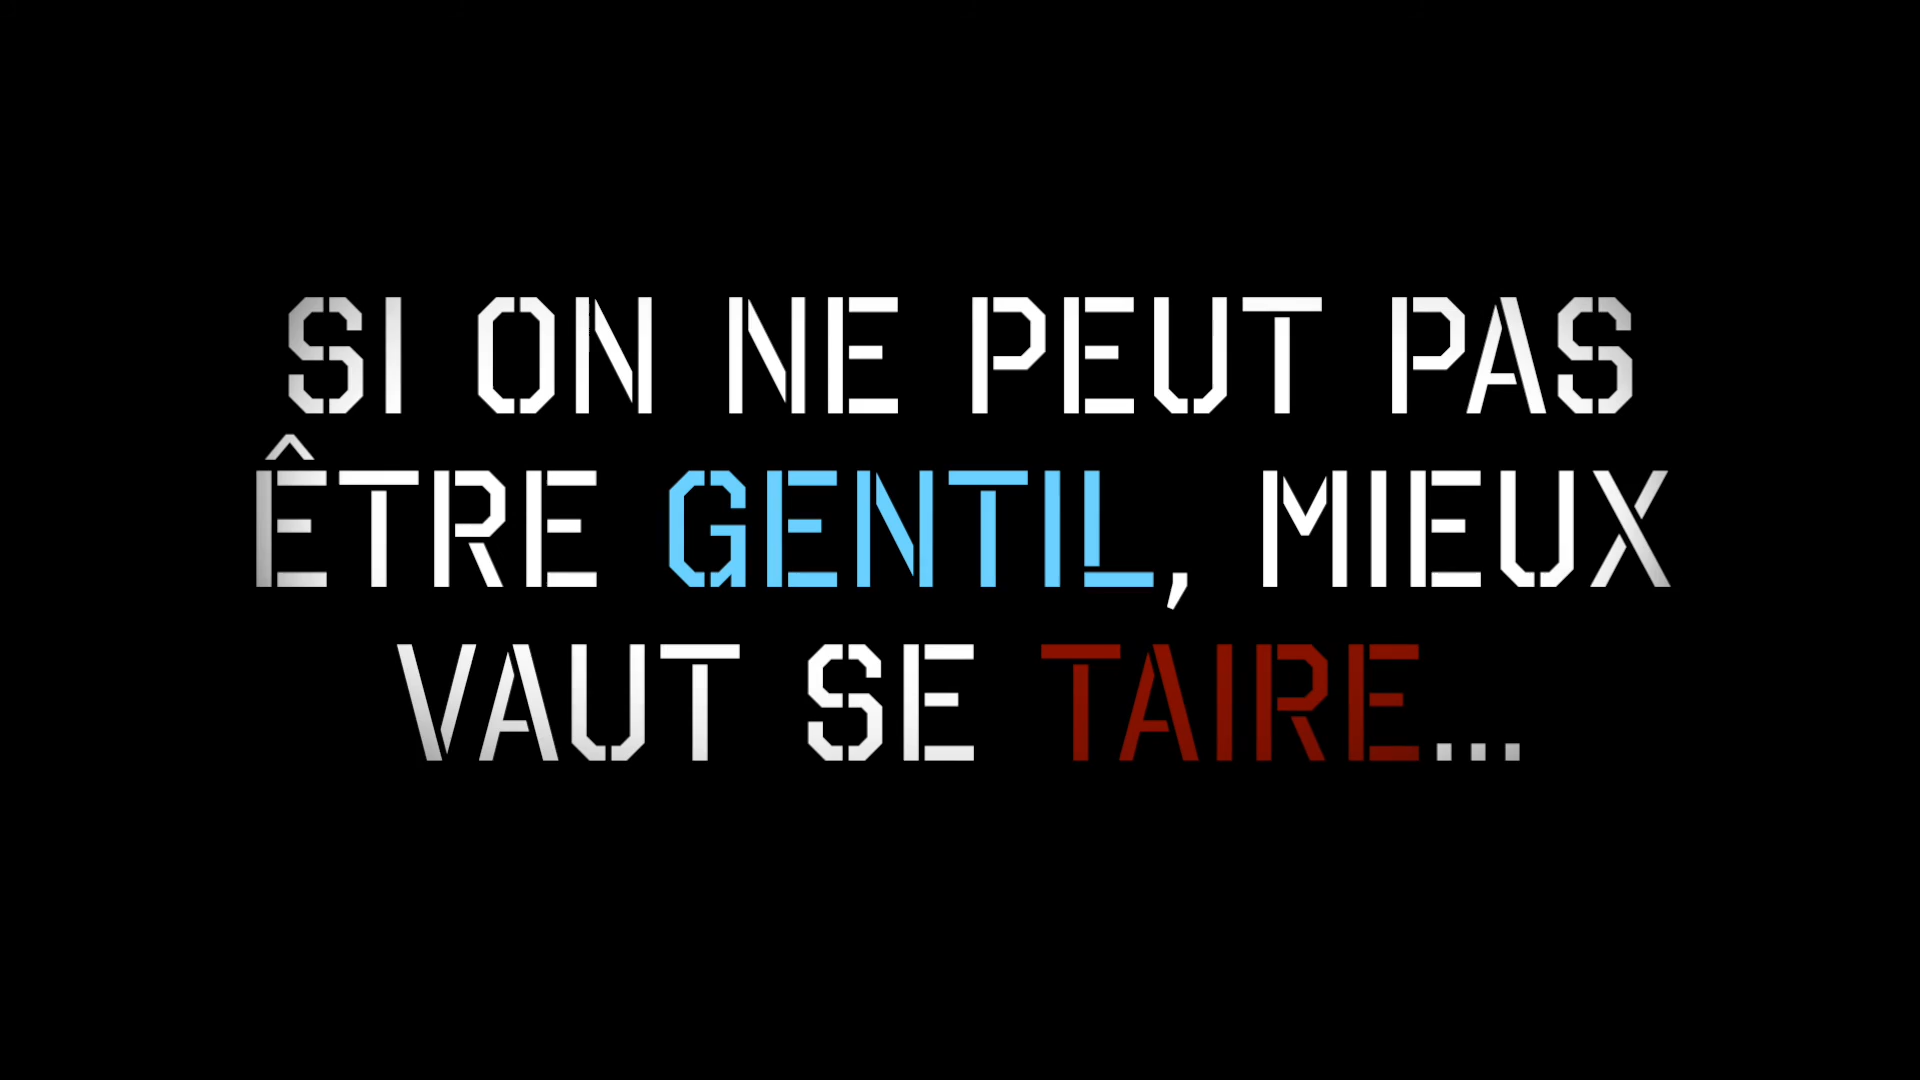 SI ON NE PEUT PAS
ÊTRE GENTIL, MIEUX
VAUT SE TAIRE...